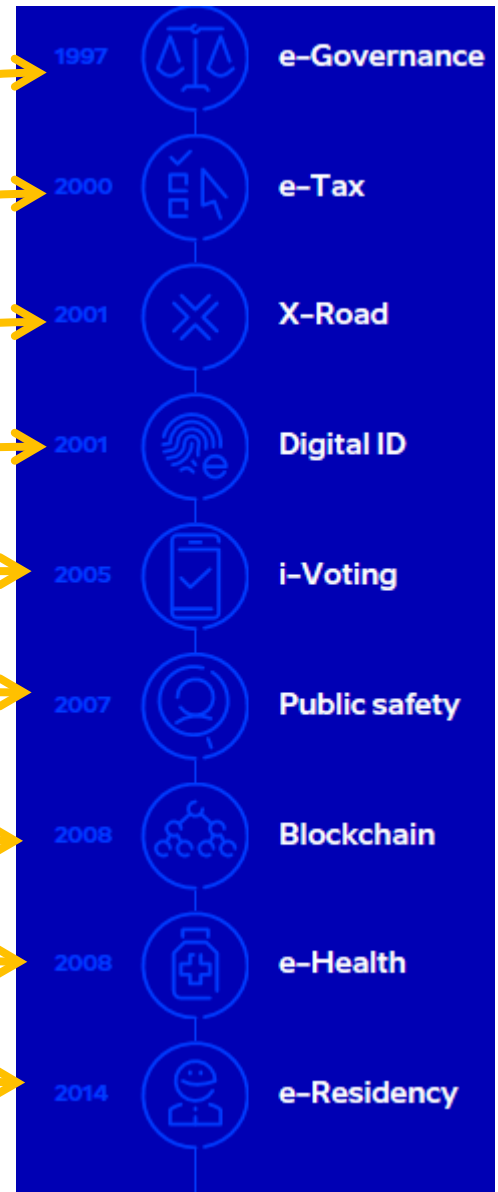 1997 e-Governance
2000 e-Tax
2001 X-Road
2001 Digital ID
2005 i-Voting
2007 Public safety
2008 Blockchain
2008 e-Health
2014 e-Residency